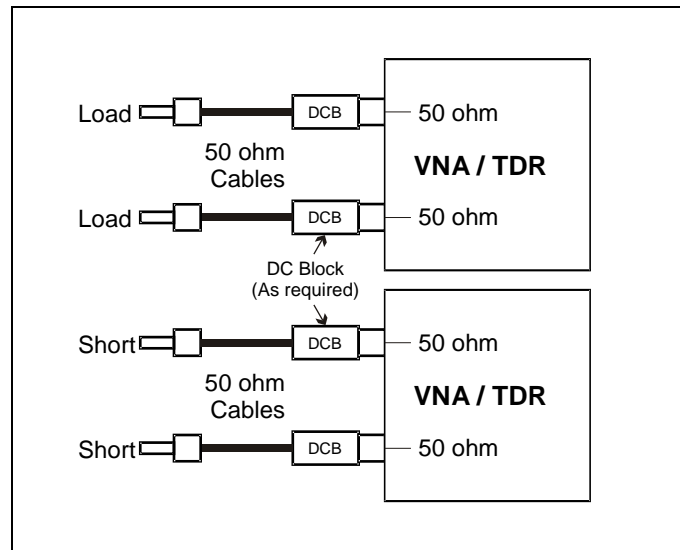 Load DCB 50 ohm
50 ohm
Cables
VNA / TDR
Load DCB 50 ohm
DC Block
(As required)
Short DCB 50 ohm
50 ohm
Cables
VNA / TDR
Short DCB 50 ohm